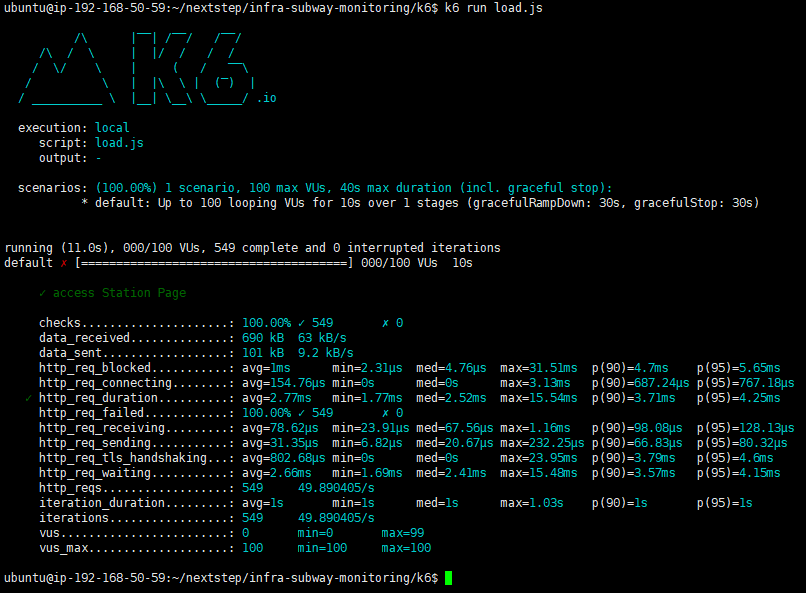 ubuntu@ip-192-168-50-59:~/nextstep/infra-subway-monitoring/k6$ k6 run load.js
          /\      |‾‾| /‾‾/   /‾‾/
     /\  /  \     |  |/  /   /  /
    /  \/    \    |     (   /   ‾‾\
   /          \   |  |\  \ |  (‾)  |
  / __________ \  |__| \__\ \_____/ .io
execution: local
script: load.js
output: -
scenarios: (100.00%) 1 scenario, 100 max VUs, 40s max duration (incl. graceful stop):
* default: Up to 100 looping VUs for 10s over 1 stages (gracefulRampDown: 30s, gracefulStop: 30s)
running (11.0s), 000/100 VUs, 549 complete and 0 interrupted iterations
default ✗ [======================================] 000/100 VUs  10s
✓ access Station Page
checks.....................: 100.00% ✓ 549       ✗ 0
data_received..............: 690 kB  63 kB/s
data_sent..................: 101 kB  9.2 kB/s
http_req_blocked...........: avg=1ms      min=2.31µs  med=4.76µs  max=31.51ms  p(90)=4.7ms    p(95)=5.65ms
http_req_connecting........: avg=154.76µs min=0s      med=0s      max=3.13ms   p(90)=687.24µs p(95)=767.18µs
✓ http_req_duration..........: avg=2.77ms   min=1.77ms  med=2.52ms  max=15.54ms  p(90)=3.71ms   p(95)=4.25ms
http_req_failed............: 100.00% ✓ 549       ✗ 0
http_req_receiving.........: avg=78.62µs  min=23.91µs med=67.56µs max=1.16ms   p(90)=98.08µs  p(95)=128.13µs
http_req_sending...........: avg=31.35µs  min=6.82µs  med=20.67µs max=232.25µs p(90)=66.83µs  p(95)=80.32µs
http_req_tls_handshaking...: avg=802.68µs min=0s      med=0s      max=23.95ms  p(90)=3.79ms   p(95)=4.6ms
http_req_waiting...........: avg=2.66ms   min=1.69ms  med=2.41ms  max=15.48ms  p(90)=3.57ms   p(95)=4.15ms
http_reqs..................: 549     49.890405/s
iteration_duration.........: avg=1s       min=1s      med=1s      max=1.03s    p(90)=1s       p(95)=1s
iterations.................: 549     49.890405/s
vus........................: 0       min=0       max=99
vus_max....................: 100     min=100     max=100
ubuntu@ip-192-168-50-59:~/nextstep/infra-subway-monitoring/k6$